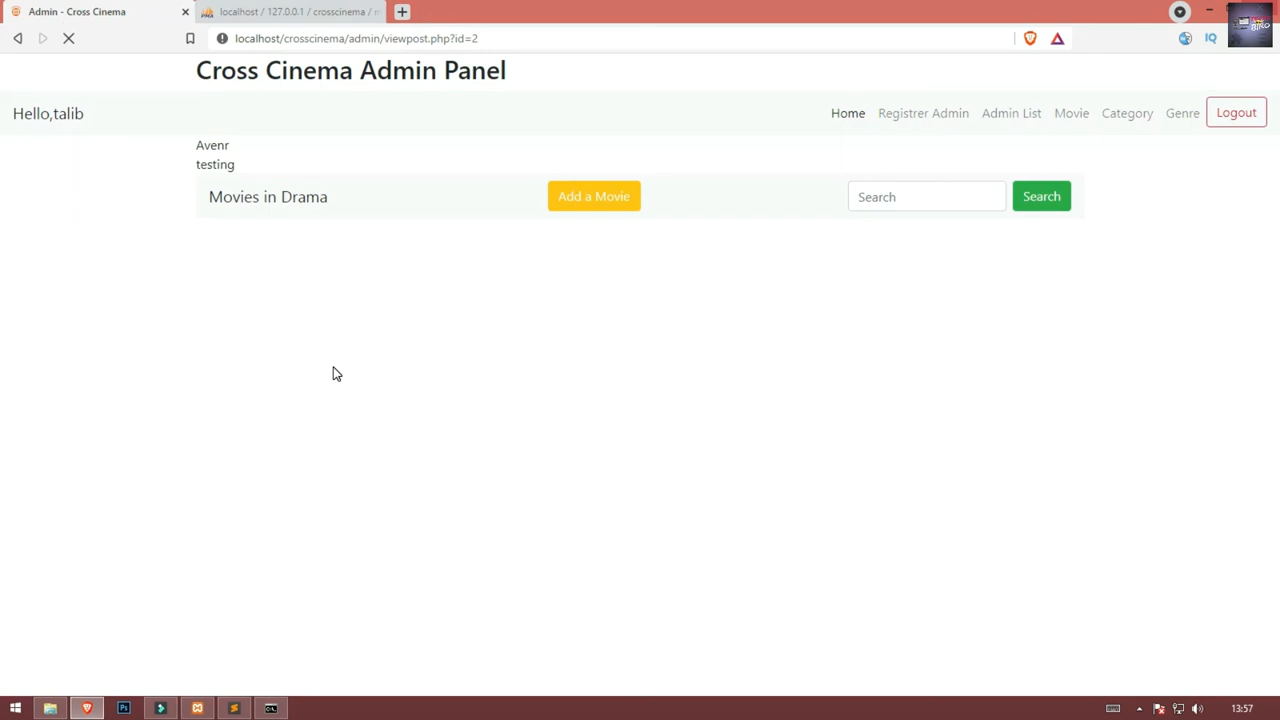 Admin - Cross Cinema
localhost / 127.0.0.1 / crosscinema / m
localhost/crosscinema/admin/viewpost.php?id=2
IQ
Cross Cinema Admin Panel
Hello,talib
Home
Registrer Admin
Admin List
Movie
Category
Genre
Logout
Avenr
testing
Movies in Drama
Add a Movie
Search
Search
Ps
13:57